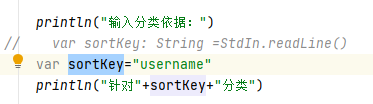 println("输入分类依据：")
// var sortKey: String =StdIn.readLine()
var sortKey="username"
println("针对"+sortKey+"分类")